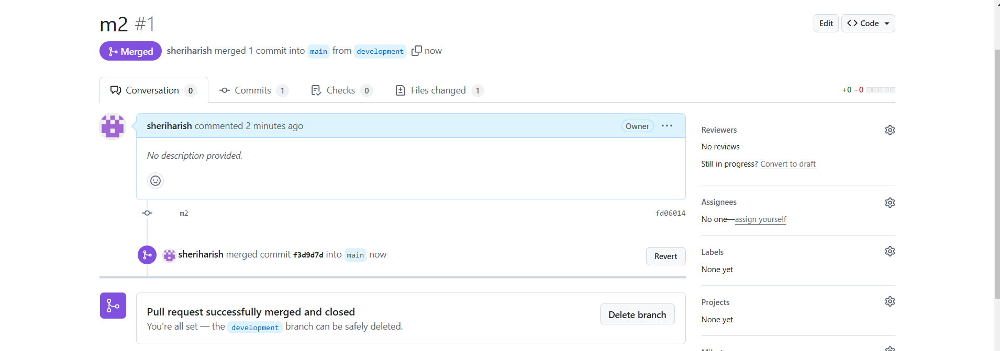 m2 #1
Edit
<> Code
Merged
sheriharish merged 1 commit into main from development now
Conversation 0
Commits 1
Checks 0
Files changed 1
+0 −0
sheriharish commented 2 minutes ago
Owner
No description provided.
m2
fd06014
sheriharish merged commit f3d9d7d into main now
Revert
Pull request successfully merged and closed
You're all set — the development branch can be safely deleted.
Delete branch
Reviewers
No reviews
Still in progress? Convert to draft
Assignees
No one—assign yourself
Labels
None yet
Projects
None yet